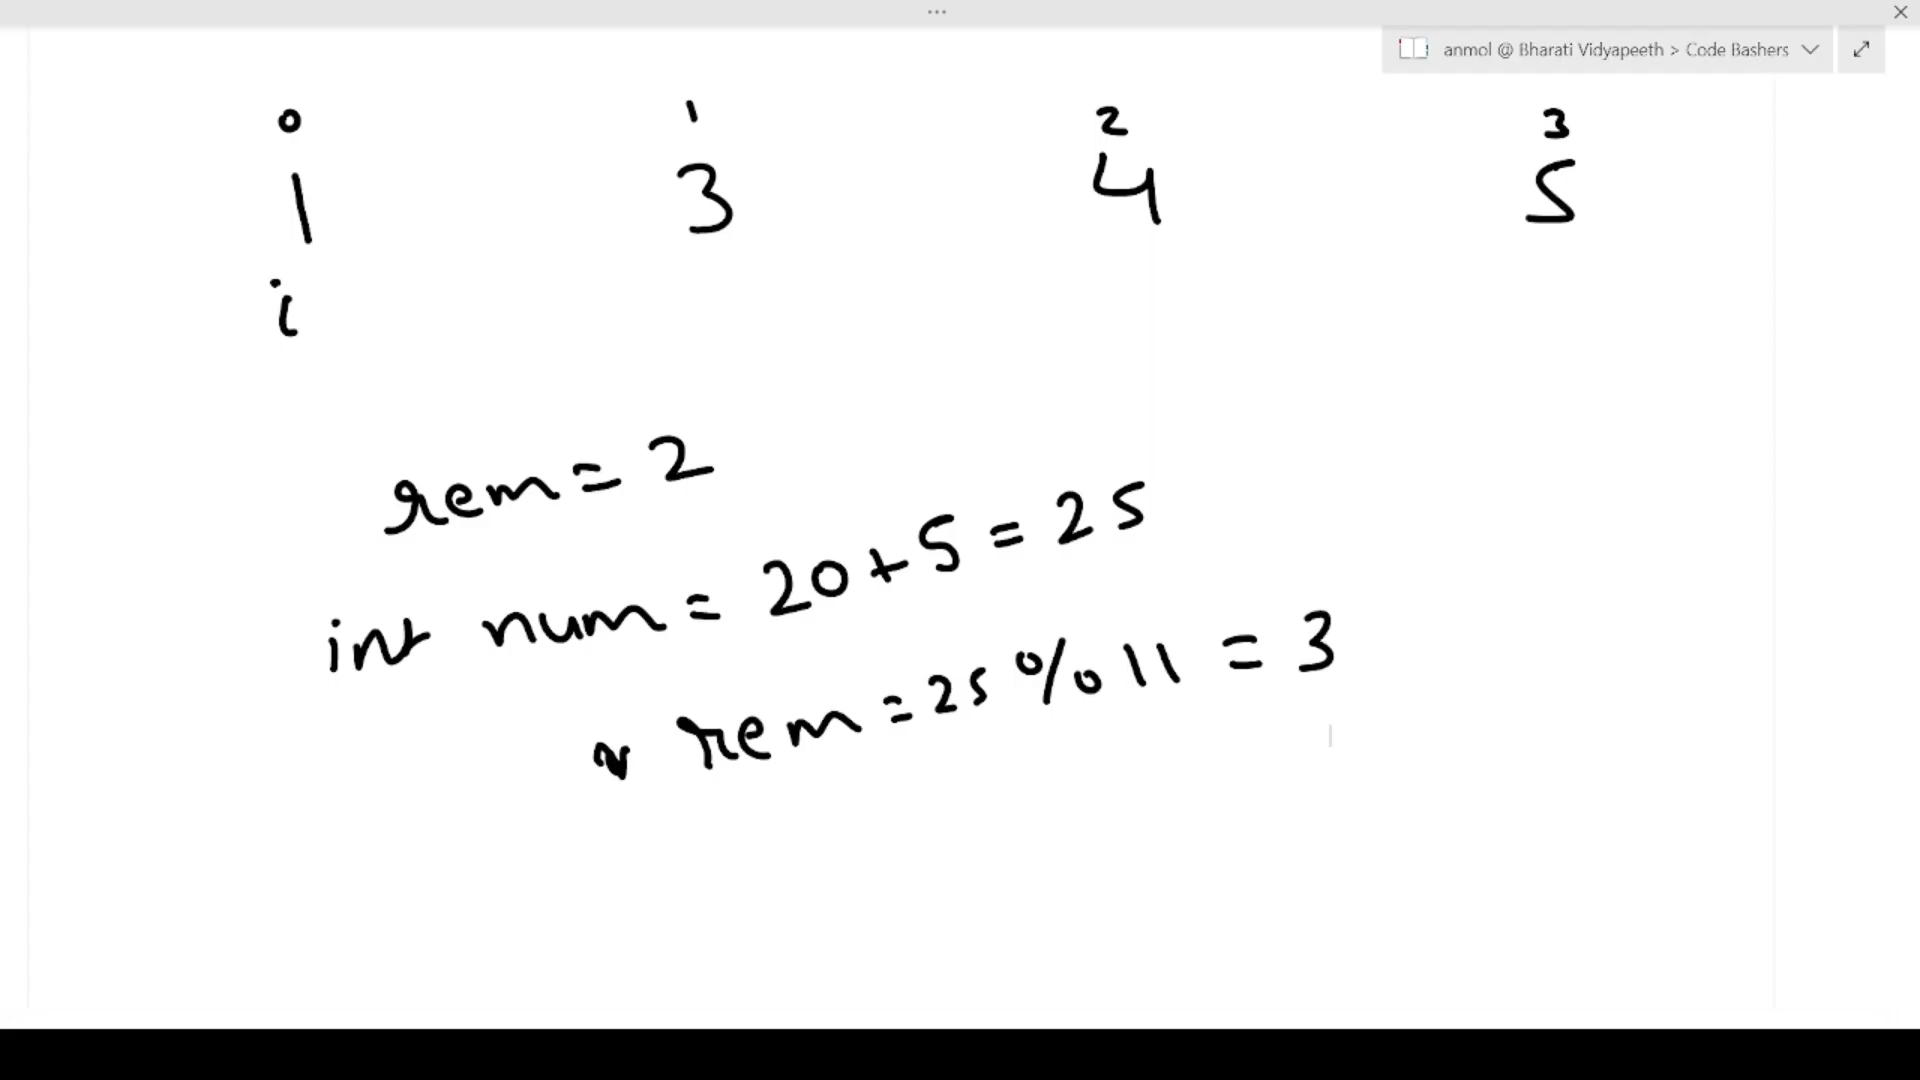 anmol @ Bharati Vidyapeeth > Code Bashers
0 1 2 3
1 3 4 5
i
rem = 2
int num = 20 + 5 = 25
rem = 25 % 11 = 3